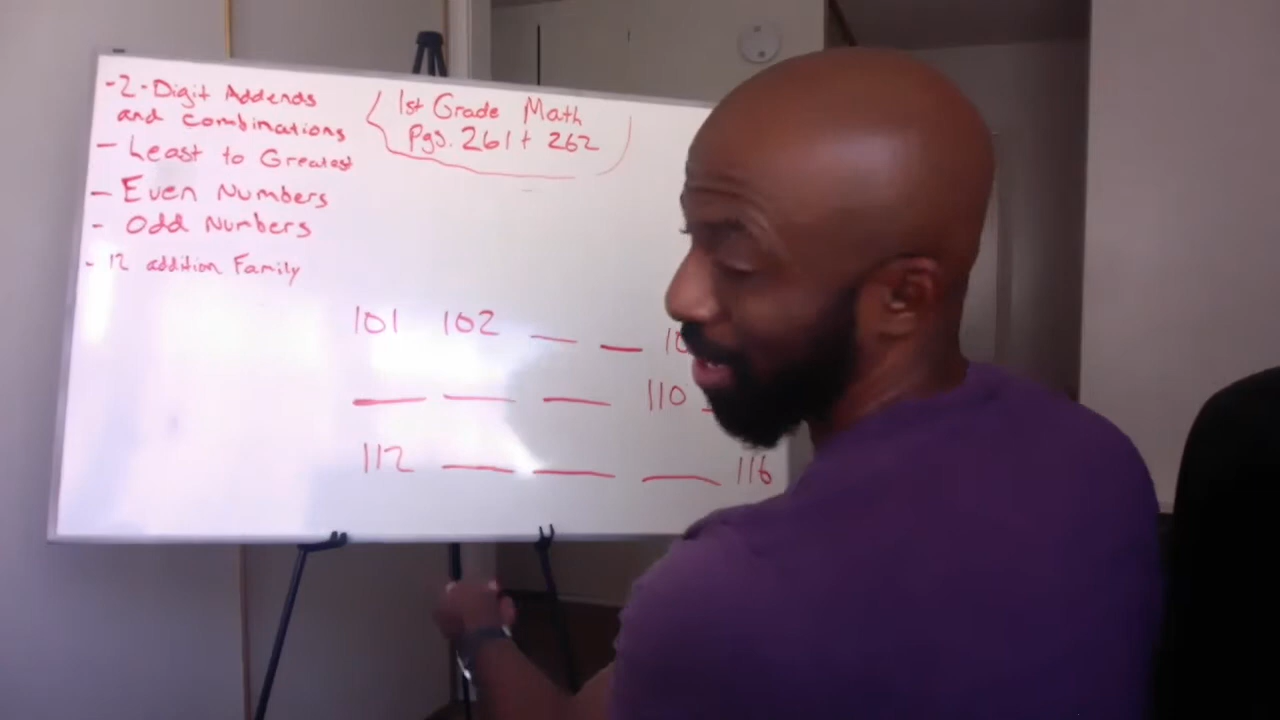 - 2-Digit Addends
and Combinations
- Least to Greatest
- Even Numbers
- Odd Numbers
- 12 addition Family
1st Grade Math
Pgs. 261 + 262
101 102 __ __
__ __ __ 110
112 __ __ __ 116